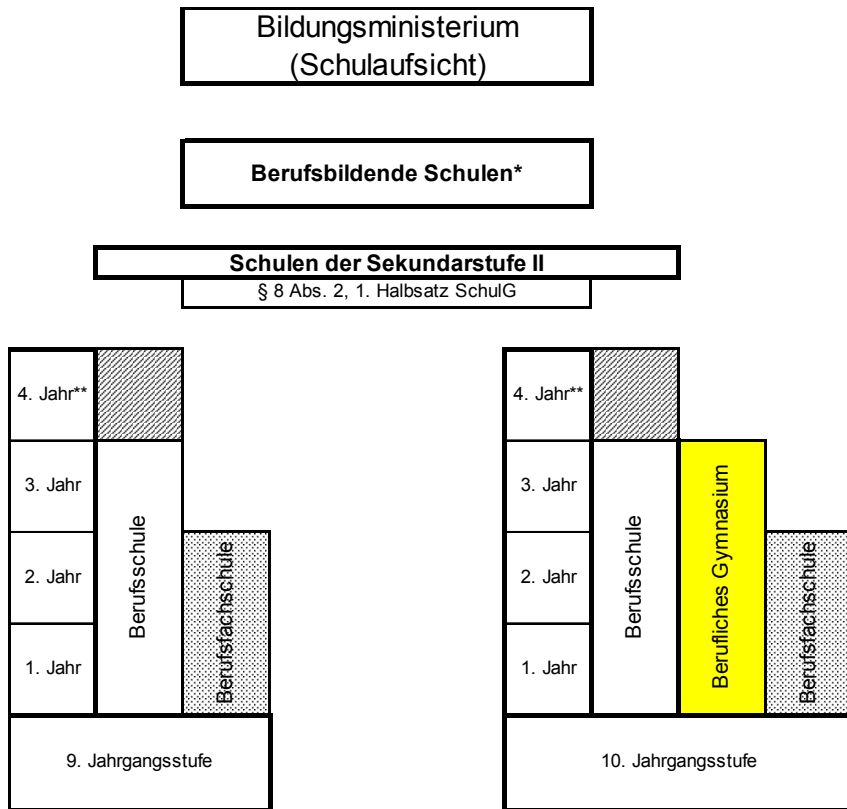 Bildungsministerium
(Schulaufsicht)
Berufsbildende Schulen*
Schulen der Sekundarstufe II
§ 8 Abs. 2, 1. Halbsatz SchulG
4. Jahr**
3. Jahr
2. Jahr
1. Jahr
Berufsschule
Berufsfachschule
9. Jahrgangsstufe
4. Jahr**
3. Jahr
2. Jahr
1. Jahr
Berufsschule
Berufliches Gymnasium
Berufsfachschule
10. Jahrgangsstufe